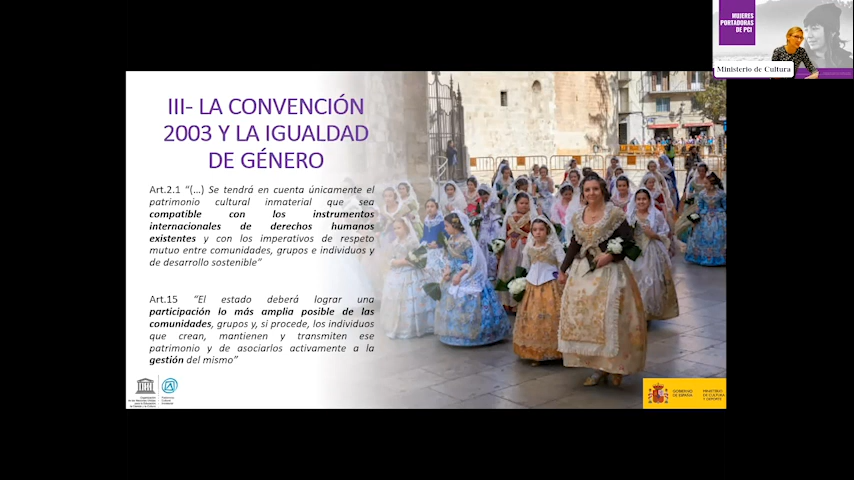 MUJERES
PORTADORAS
DE PCI
Ministerio de Cultura
III- LA CONVENCIÓN
2003 Y LA IGUALDAD
DE GÉNERO
Art.2.1 “(…) Se tendrá en cuenta únicamente el
patrimonio cultural inmaterial que sea
compatible con los instrumentos
internacionales de derechos humanos
existentes y con los imperativos de respeto
mutuo entre comunidades, grupos e individuos y
de desarrollo sostenible”
Art.15 “El estado deberá lograr una
participación lo más amplia posible de las
comunidades, grupos y, si procede, los individuos
que crean, mantienen y transmiten ese
patrimonio y de asociarlos activamente a la
gestión del mismo”
GOBIERNO
DE ESPAÑA
MINISTERIO
DE CULTURA
Y DEPORTE